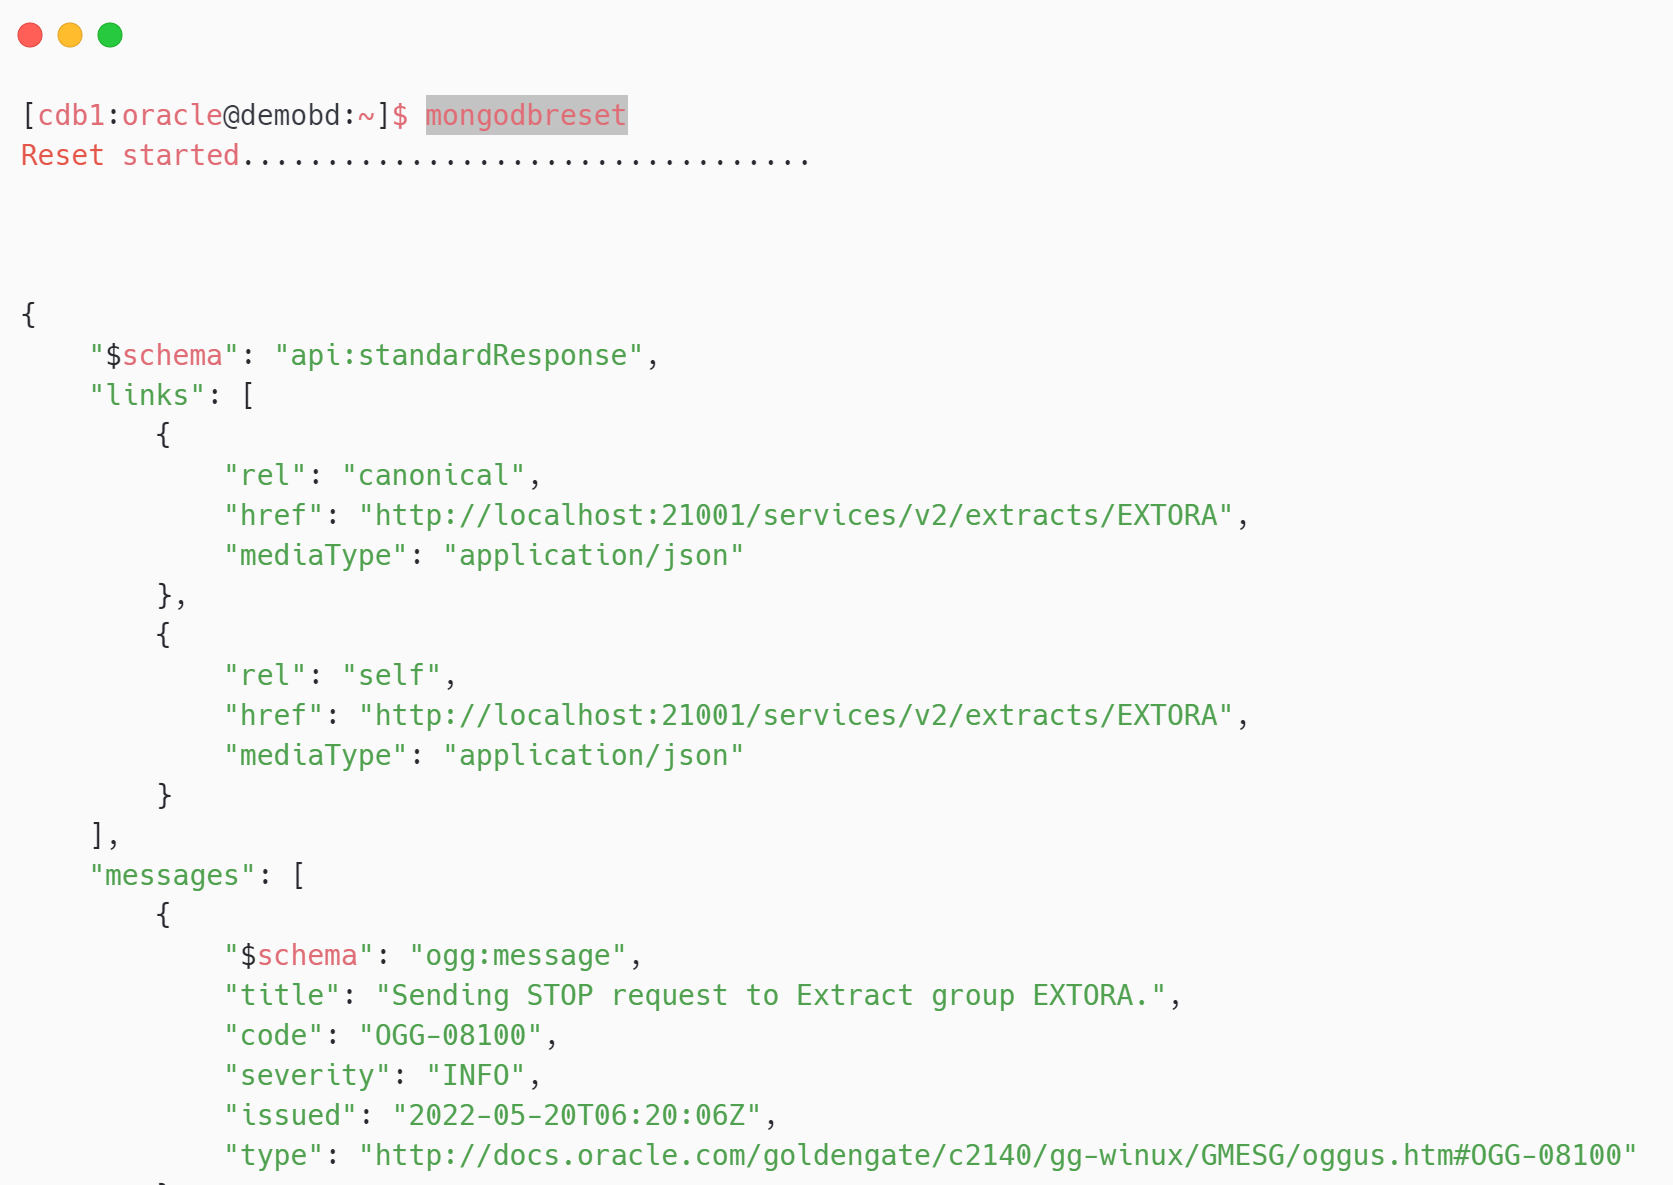 [cdb1:oracle@demobd:~]$ mongodbreset
Reset started..................................
{
    "$schema": "api:standardResponse",
    "links": [
        {
            "rel": "canonical",
            "href": "http://localhost:21001/services/v2/extracts/EXTORA",
            "mediaType": "application/json"
        },
        {
            "rel": "self",
            "href": "http://localhost:21001/services/v2/extracts/EXTORA",
            "mediaType": "application/json"
        }
    ],
    "messages": [
        {
            "$schema": "ogg:message",
            "title": "Sending STOP request to Extract group EXTORA.",
            "code": "OGG-08100",
            "severity": "INFO",
            "issued": "2022-05-20T06:20:06Z",
            "type": "http://docs.oracle.com/goldengate/c2140/gg-winux/GMESG/oggus.htm#OGG-08100"